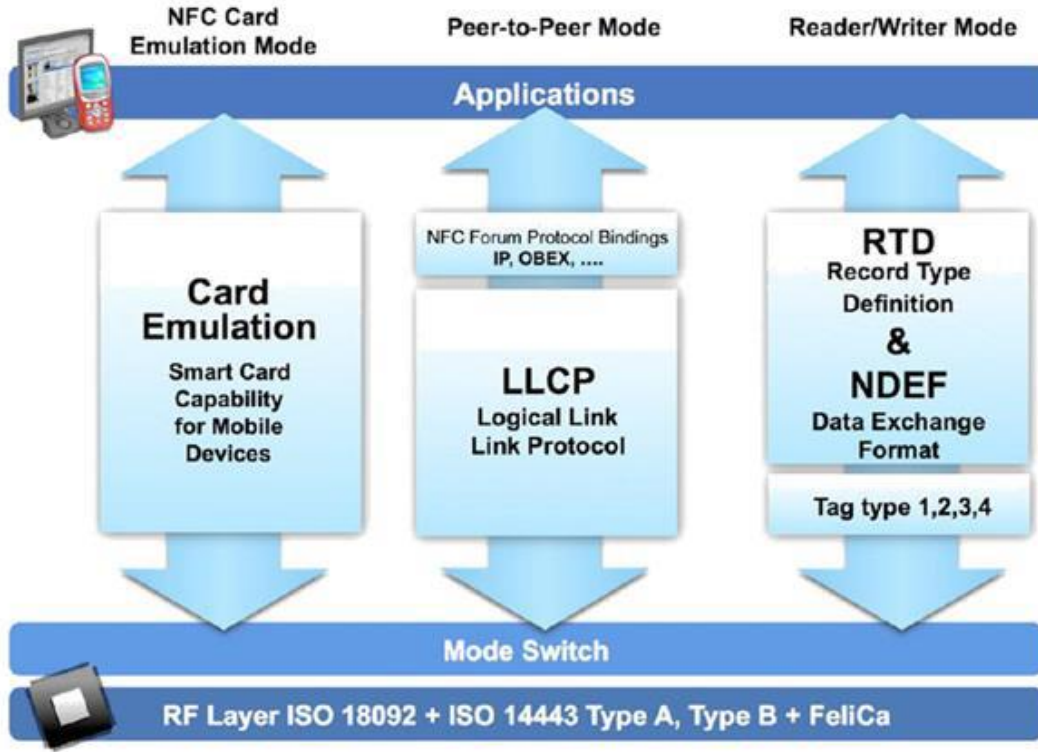 NFC Card
Emulation Mode
Peer-to-Peer Mode
Reader/Writer Mode
Applications
Card
Emulation
Smart Card
Capability
for Mobile
Devices
NFC Forum Protocol Bindings
IP, OBEX, ....
LLCP
Logical Link
Link Protocol
RTD
Record Type
Definition
&
NDEF
Data Exchange
Format
Tag type 1,2,3,4
Mode Switch
RF Layer ISO 18092 + ISO 14443 Type A, Type B + FeliCa